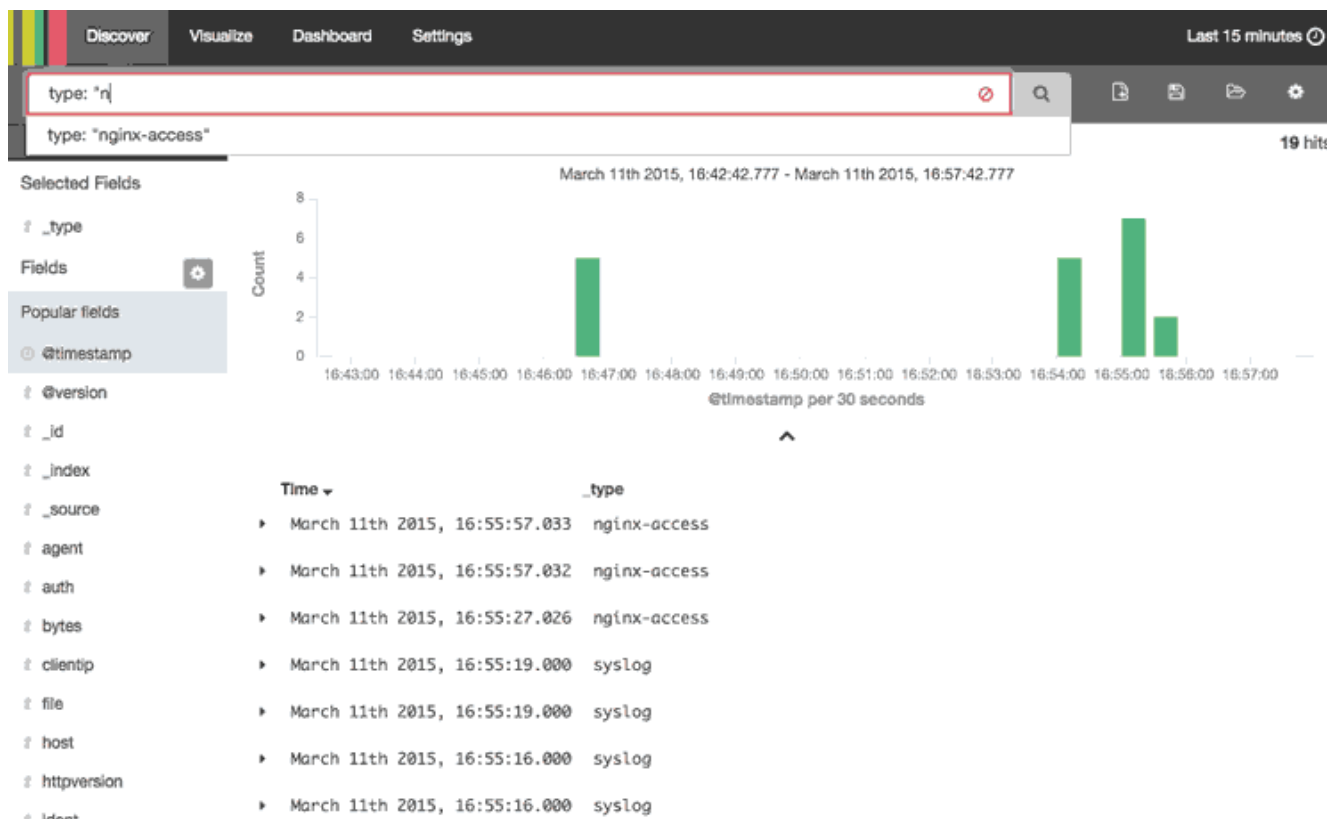 Discover Visualize Dashboard Settings Last 15 minutes
type: "n
type: "nginx-access"
19 hits
Selected Fields
_type
Fields
Popular fields
@timestamp
@version
_id
_index
_source
agent
auth
bytes
clientip
file
host
httpversion
March 11th 2015, 16:42:42.777 - March 11th 2015, 16:57:42.777
Count
8
6
4
2
0
16:43:00 16:44:00 16:45:00 16:46:00 16:47:00 16:48:00 16:49:00 16:50:00 16:51:00 16:52:00 16:53:00 16:54:00 16:55:00 16:56:00 16:57:00
@timestamp per 30 seconds
Time _type
March 11th 2015, 16:55:57.033 nginx-access
March 11th 2015, 16:55:57.032 nginx-access
March 11th 2015, 16:55:27.026 nginx-access
March 11th 2015, 16:55:19.000 syslog
March 11th 2015, 16:55:19.000 syslog
March 11th 2015, 16:55:16.000 syslog
March 11th 2015, 16:55:16.000 syslog